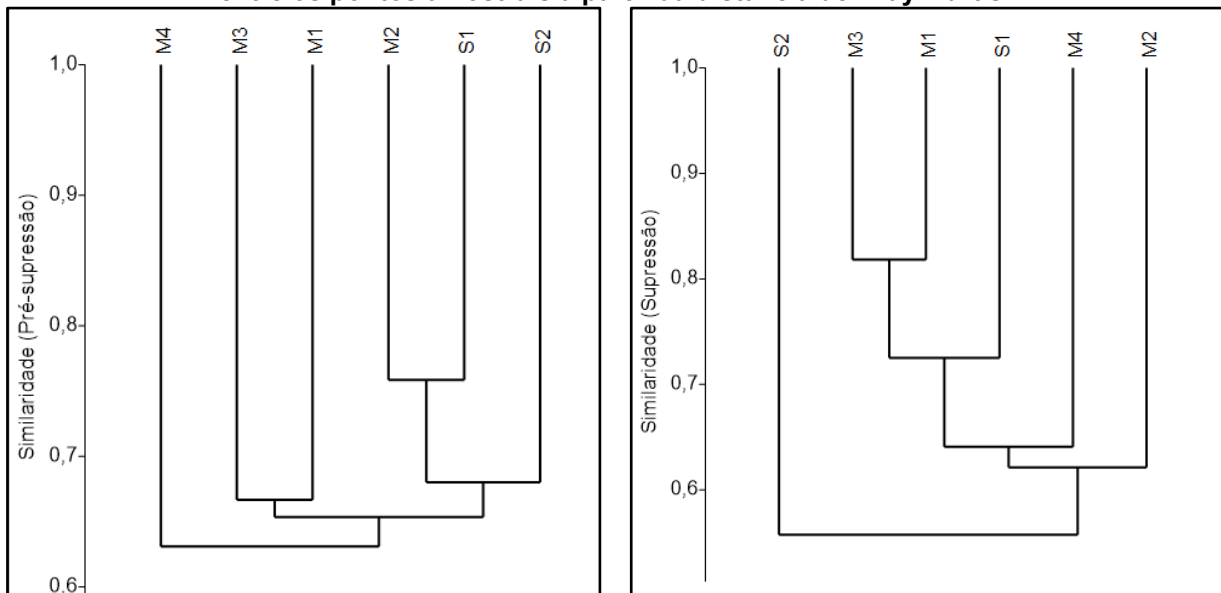 M4 M3 M1 M2 S1 S2
1,0
0,9
0,8
0,7
0,6
Similaridade (Pré-supressão)
S2 M3 M1 S1 M4 M2
1,0
0,9
0,8
0,7
0,6
Similaridade (Supressão)